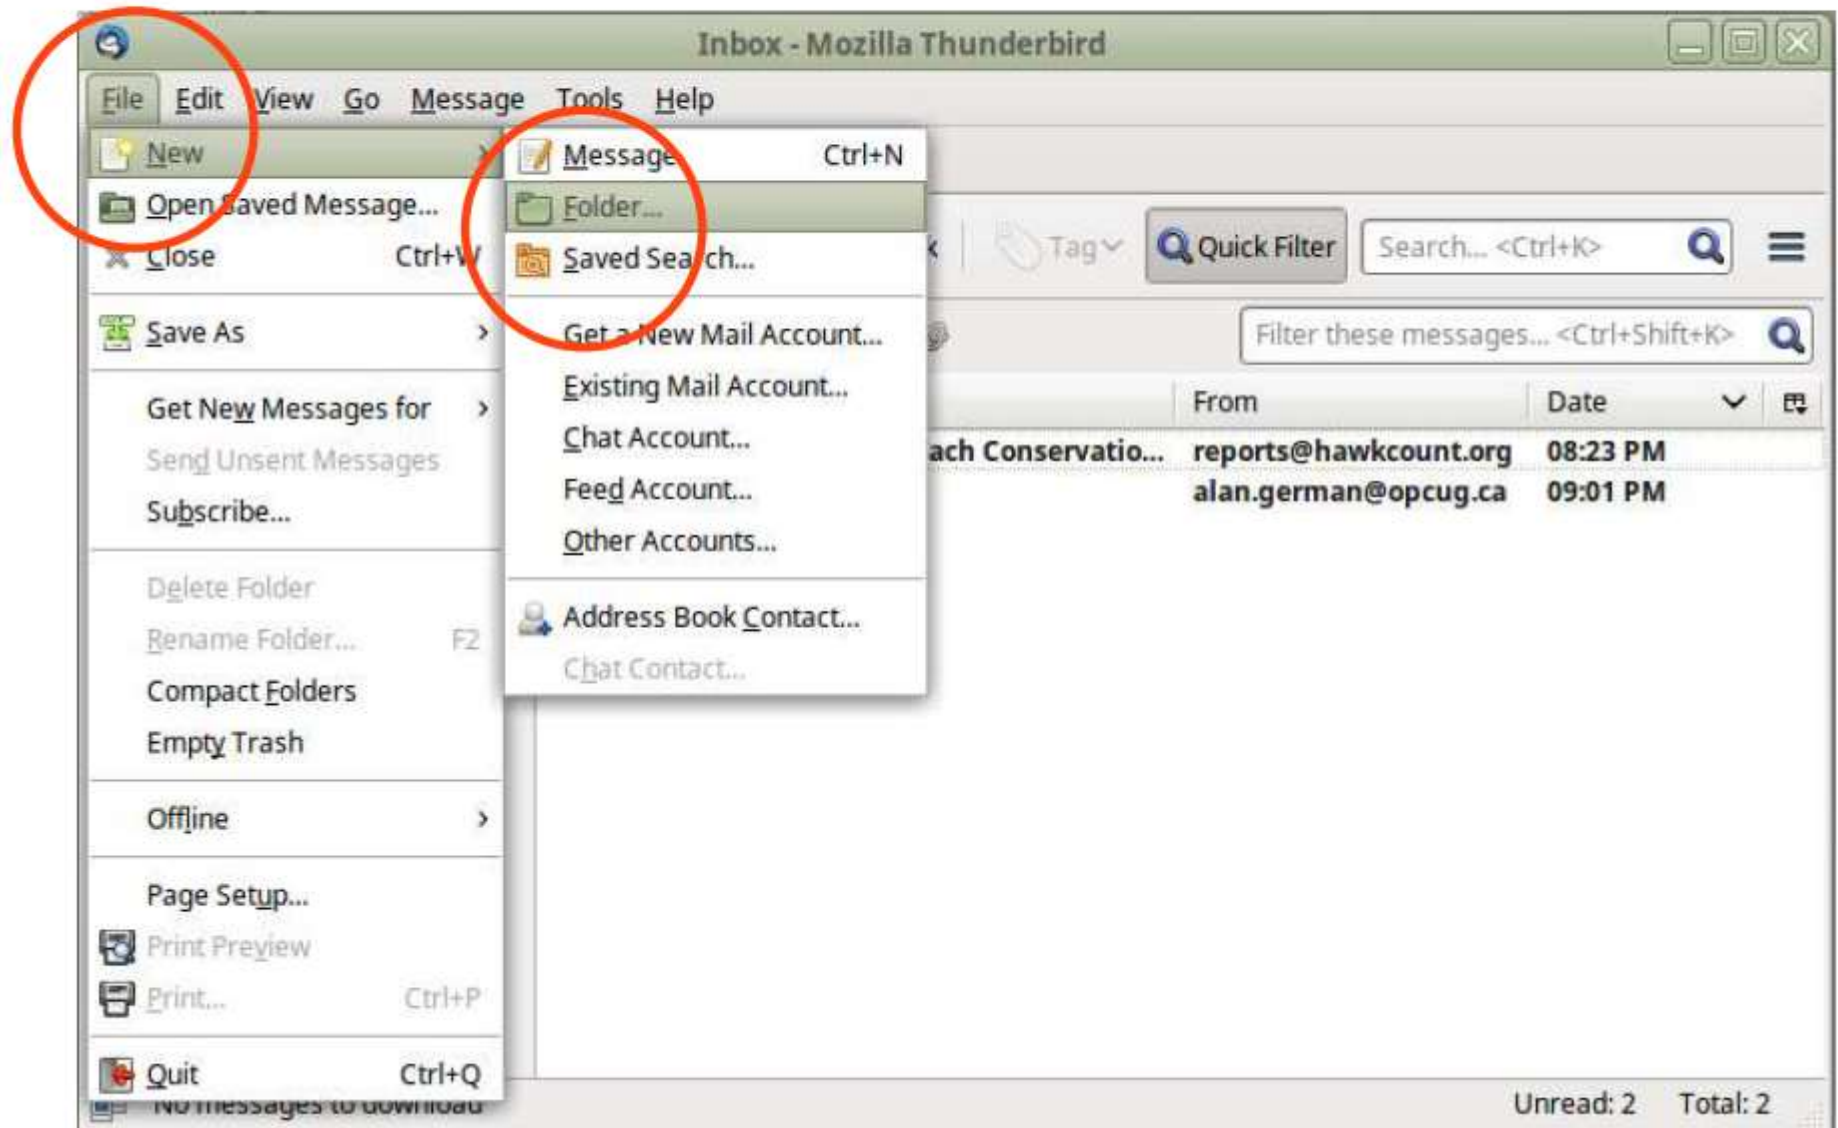 Inbox - Mozilla Thunderbird
File Edit View Go Message Tools Help
New
Open Saved Message...
Close Ctrl+W
Save As
Get New Messages for
Send Unsent Messages
Subscribe...
Delete Folder
Rename Folder... F2
Compact Folders
Empty Trash
Offline
Page Setup...
Print Preview
Print... Ctrl+P
Quit Ctrl+Q
Message Ctrl+N
Folder...
Saved Search...
Get a New Mail Account...
Existing Mail Account...
Chat Account...
Feed Account...
Other Accounts...
Address Book Contact...
Chat Contact...
Tag Quick Filter Search... <Ctrl+K>
Filter these messages... <Ctrl+Shift+K>
From Date
ach Conservatio... reports@hawkcount.org 08:23 PM
alan.german@opcug.ca 09:01 PM
No messages to download Unread: 2 Total: 2